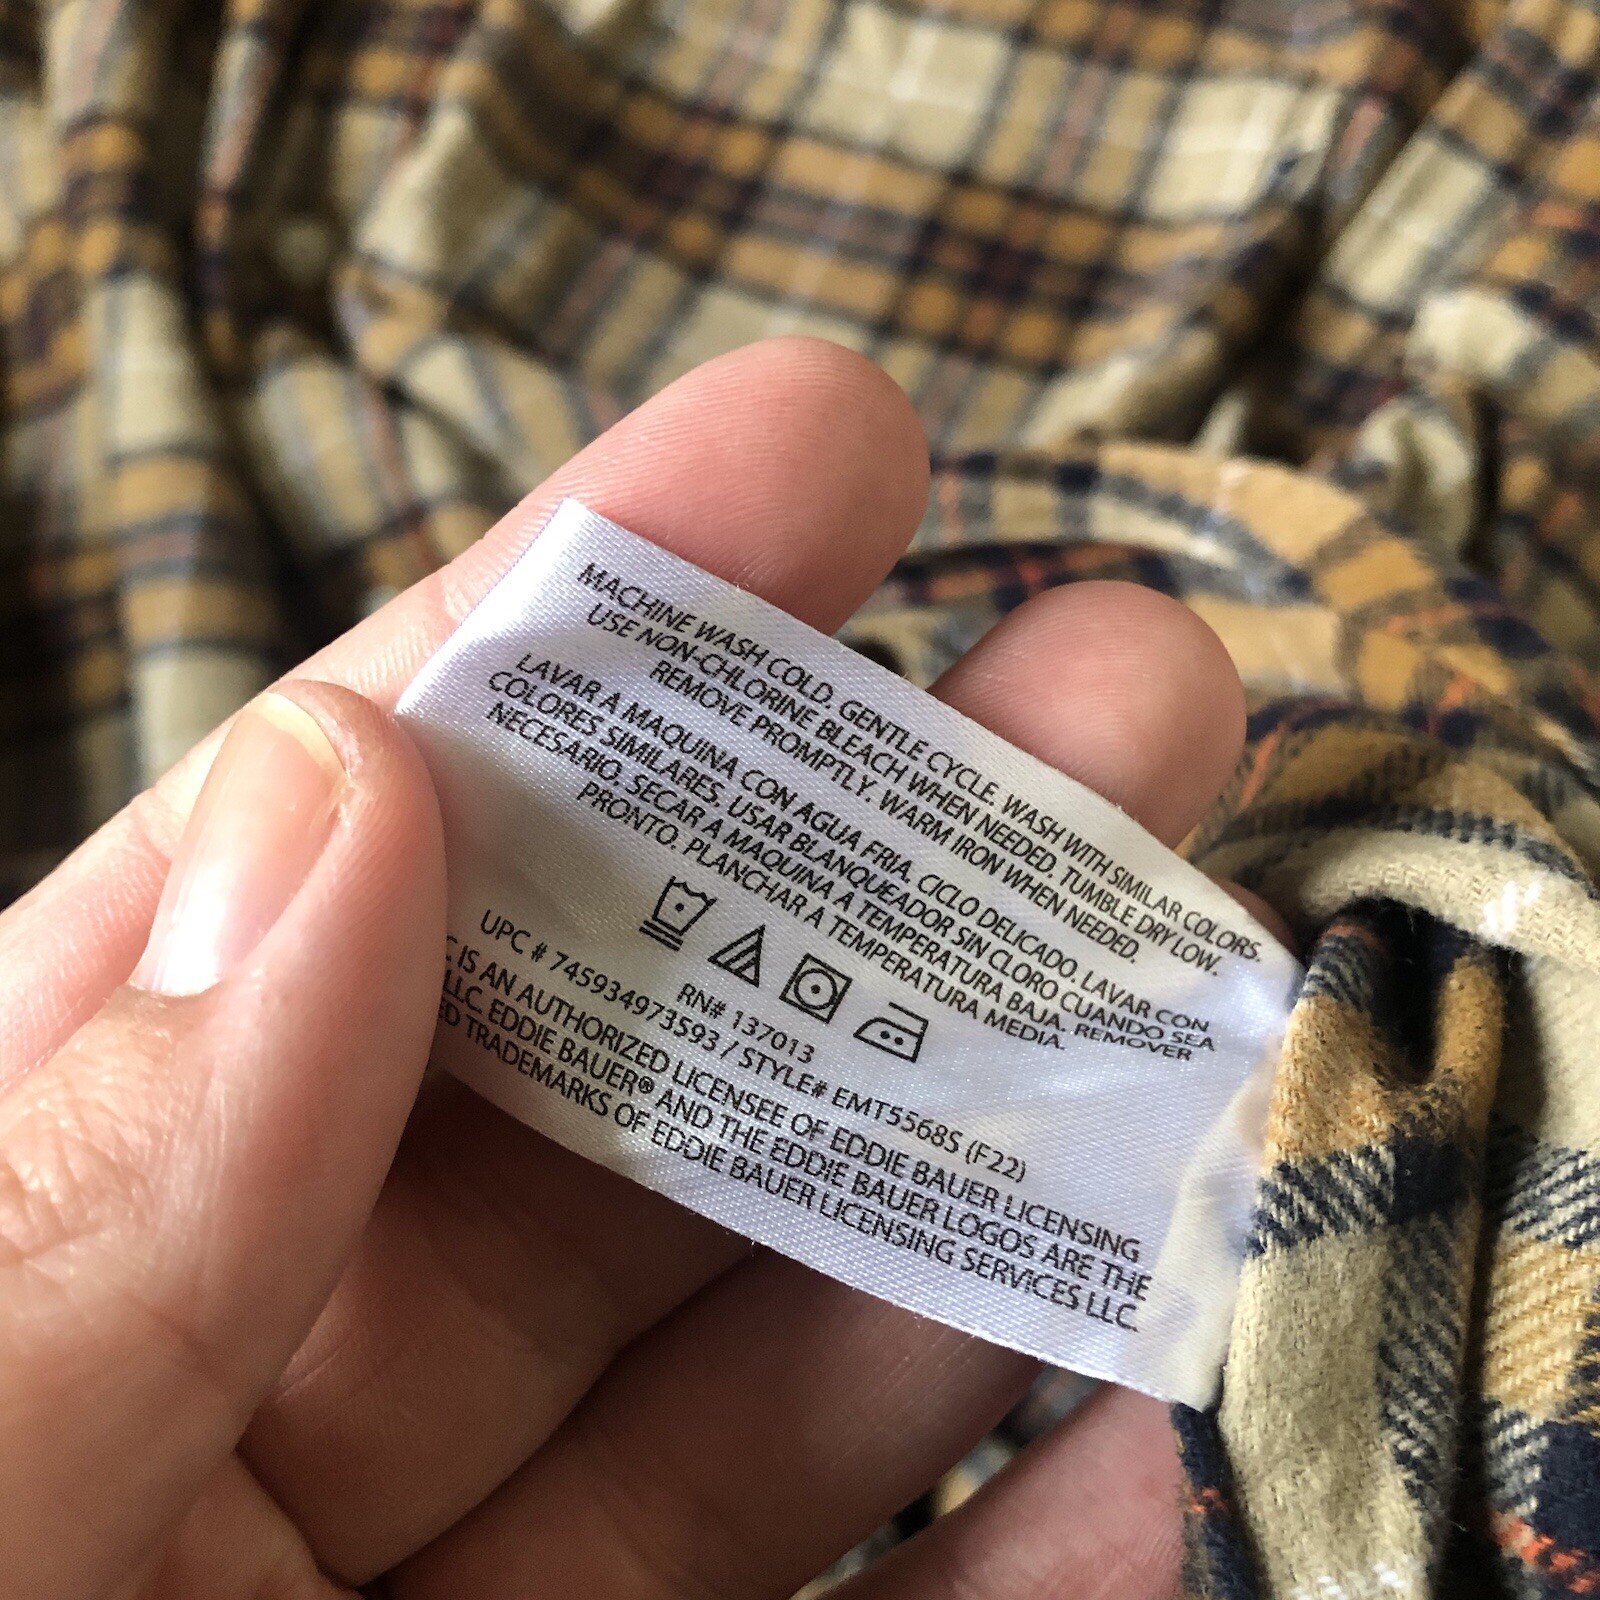 MACHINE WASH COLD. GENTLE CYCLE. WASH WITH SIMILAR COLORS.
USE NON-CHLORINE BLEACH WHEN NEEDED. TUMBLE DRY LOW.
REMOVE PROMPTLY. WARM IRON WHEN NEEDED.
LAVAR A MAQUINA CON AGUA FRIA. CICLO DELICADO. LAVAR CON
COLORES SIMILARES. USAR BLANQUEADOR SIN CLORO CUANDO SEA
NECESARIO. SECAR A MAQUINA A TEMPERATURA BAJA. REMOVER
PRONTO. PLANCHAR A TEMPERATURA MEDIA.
RN# 137013
UPC # 745934973593 / STYLE# EMT5568S (F22)
C IS AN AUTHORIZED LICENSEE OF EDDIE BAUER LICENSING
LLC. EDDIE BAUER® AND THE EDDIE BAUER LOGOS ARE THE
ED TRADEMARKS OF EDDIE BAUER LICENSING SERVICES LLC.